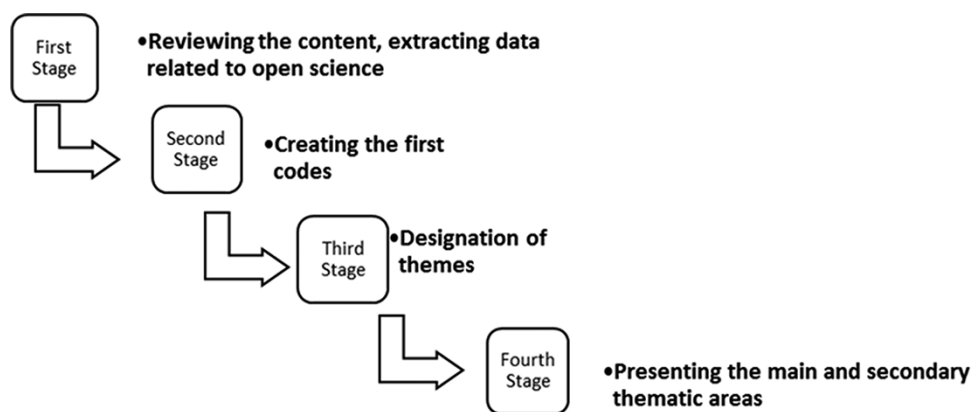 First
Stage
•Reviewing the content, extracting data
related to open science
Second
Stage
•Creating the first
codes
Third
Stage
•Designation of
themes
Fourth
Stage
•Presenting the main and secondary
thematic areas